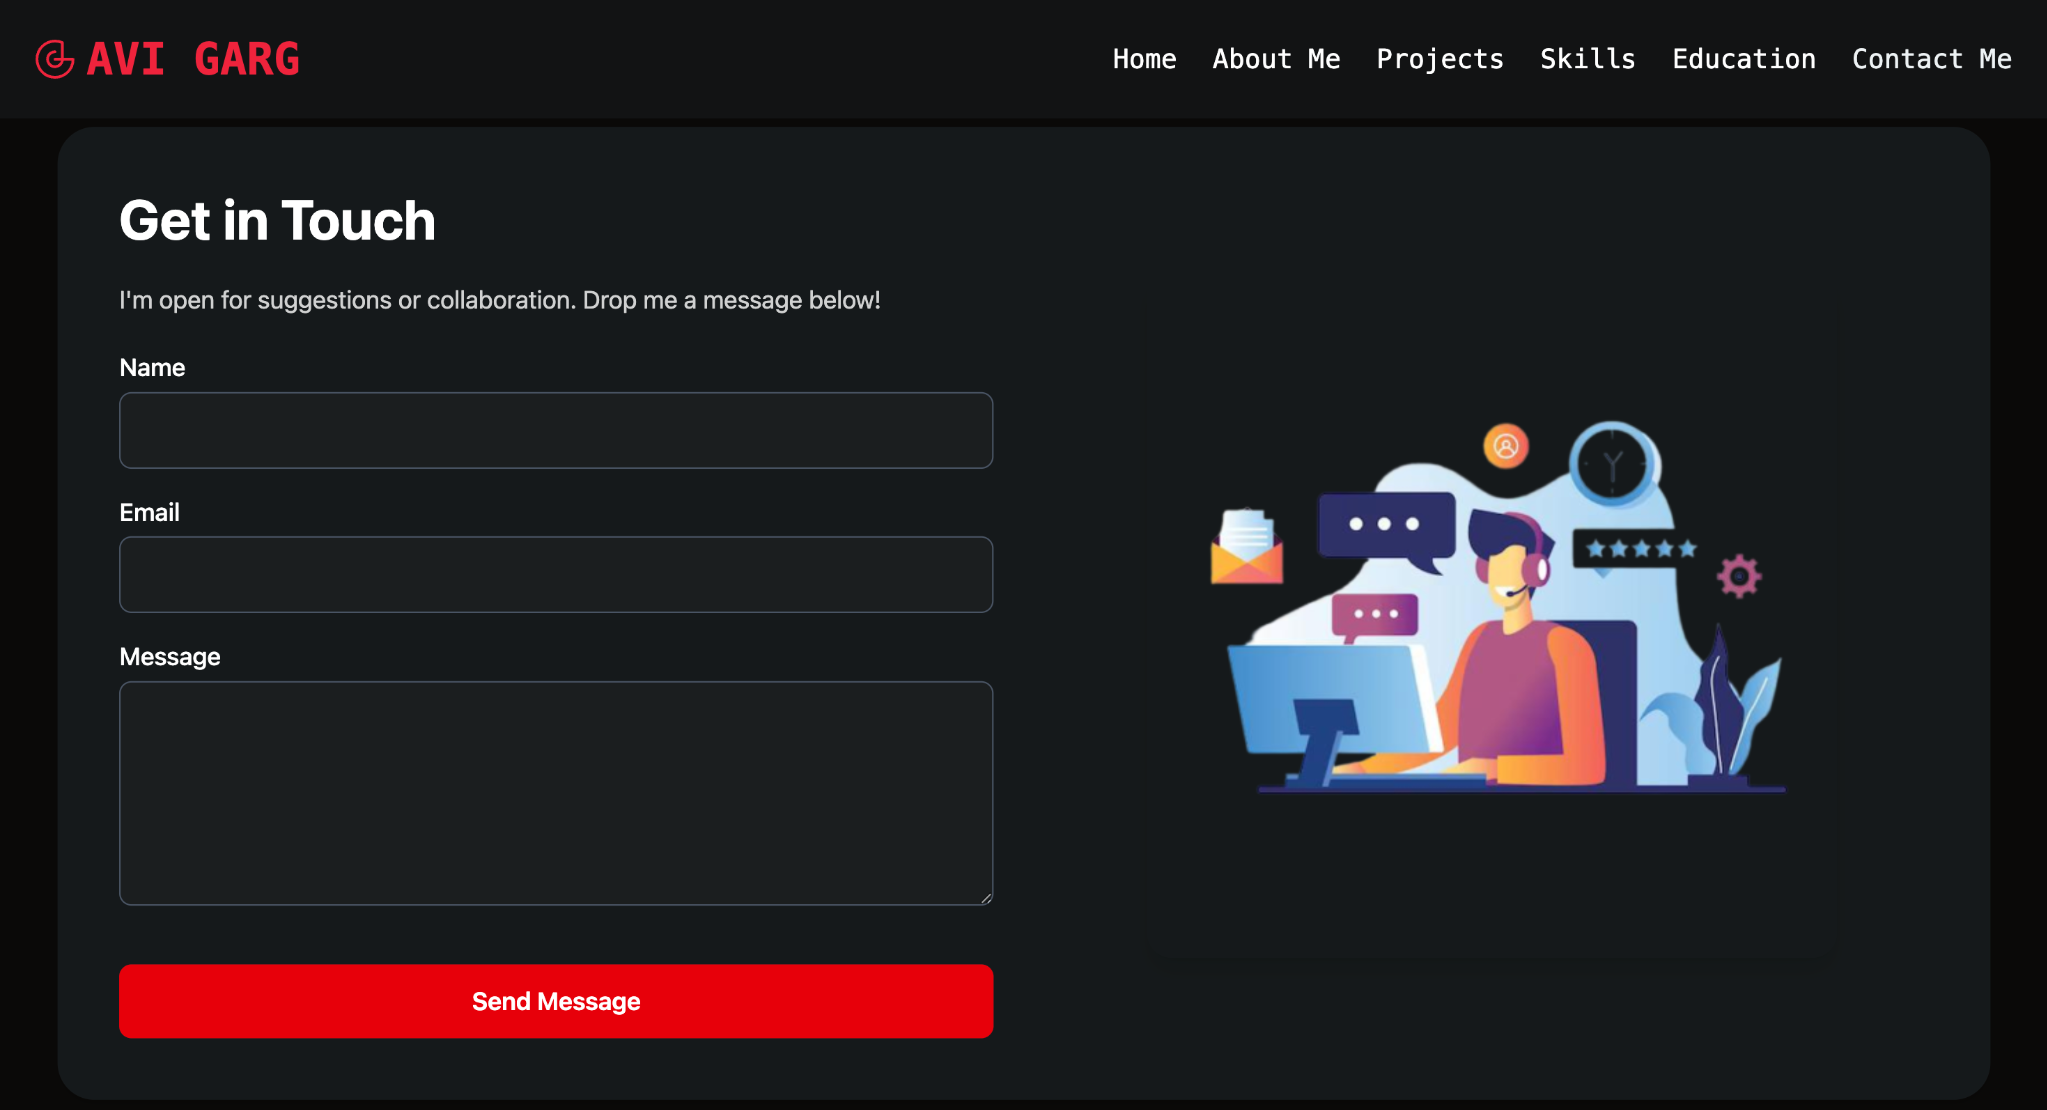 AVI GARG
Home About Me Projects Skills Education Contact Me
Get in Touch
I'm open for suggestions or collaboration. Drop me a message below!
Name
Email
Message
Send Message